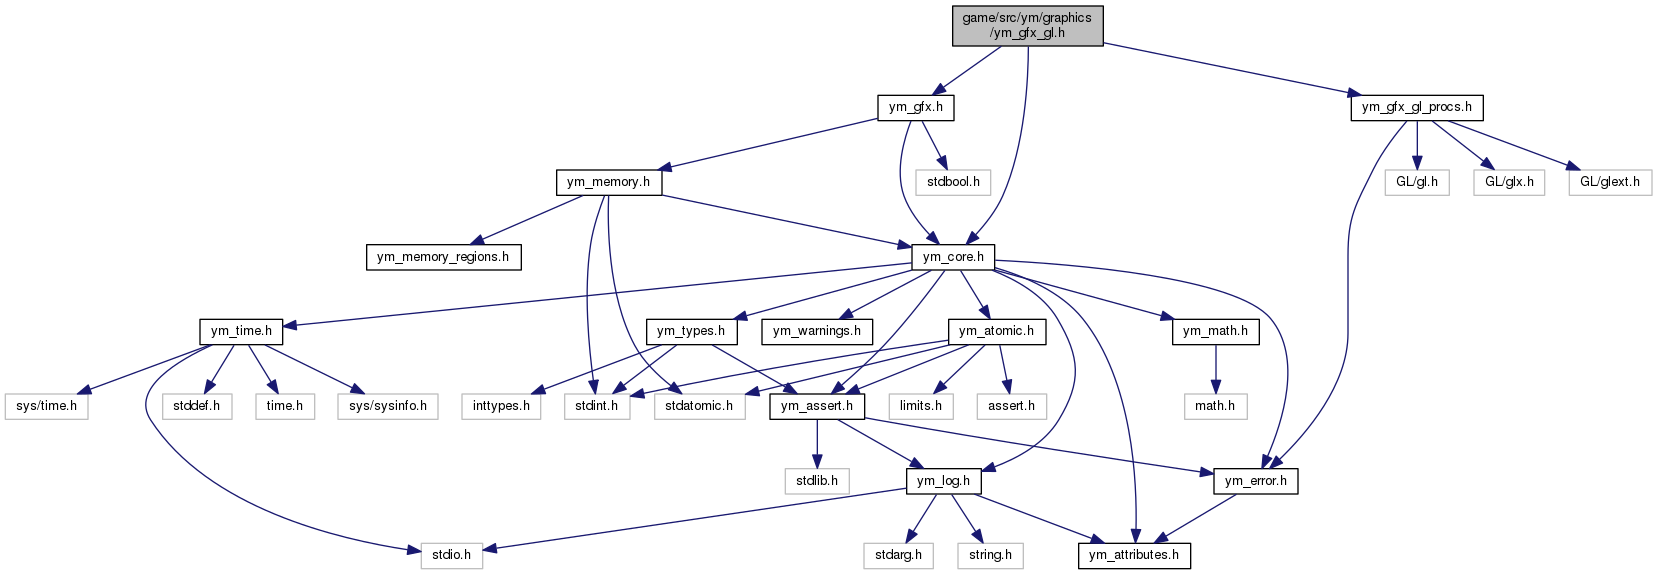 game/src/ym/graphics
/ym_gfx_gl.h
ym_gfx.h
ym_gfx_gl_procs.h
ym_memory.h
stdbool.h
GL/gl.h
GL/glx.h
GL/glext.h
ym_memory_regions.h
ym_core.h
ym_time.h
ym_types.h
ym_warnings.h
ym_atomic.h
ym_math.h
sys/time.h
stddef.h
time.h
sys/sysinfo.h
inttypes.h
stdint.h
stdatomic.h
ym_assert.h
limits.h
assert.h
math.h
stdlib.h
ym_log.h
ym_error.h
stdio.h
stdarg.h
string.h
ym_attributes.h